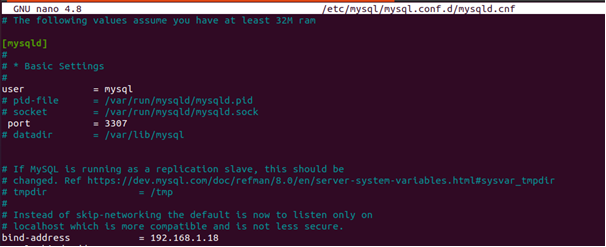 GNU nano 4.8 /etc/mysql/mysql.conf.d/mysqld.cnf
# The following values assume you have at least 32M ram
[mysqld]
#
# * Basic Settings
#
user = mysql
# pid-file = /var/run/mysqld/mysqld.pid
# socket = /var/run/mysqld/mysqld.sock
port = 3307
# datadir = /var/lib/mysql
# If MySQL is running as a replication slave, this should be
# changed. Ref https://dev.mysql.com/doc/refman/8.0/en/server-system-variables.html#sysvar_tmpdir
# tmpdir = /tmp
#
# Instead of skip-networking the default is now to listen only on
# localhost which is more compatible and is not less secure.
bind-address = 192.168.1.18